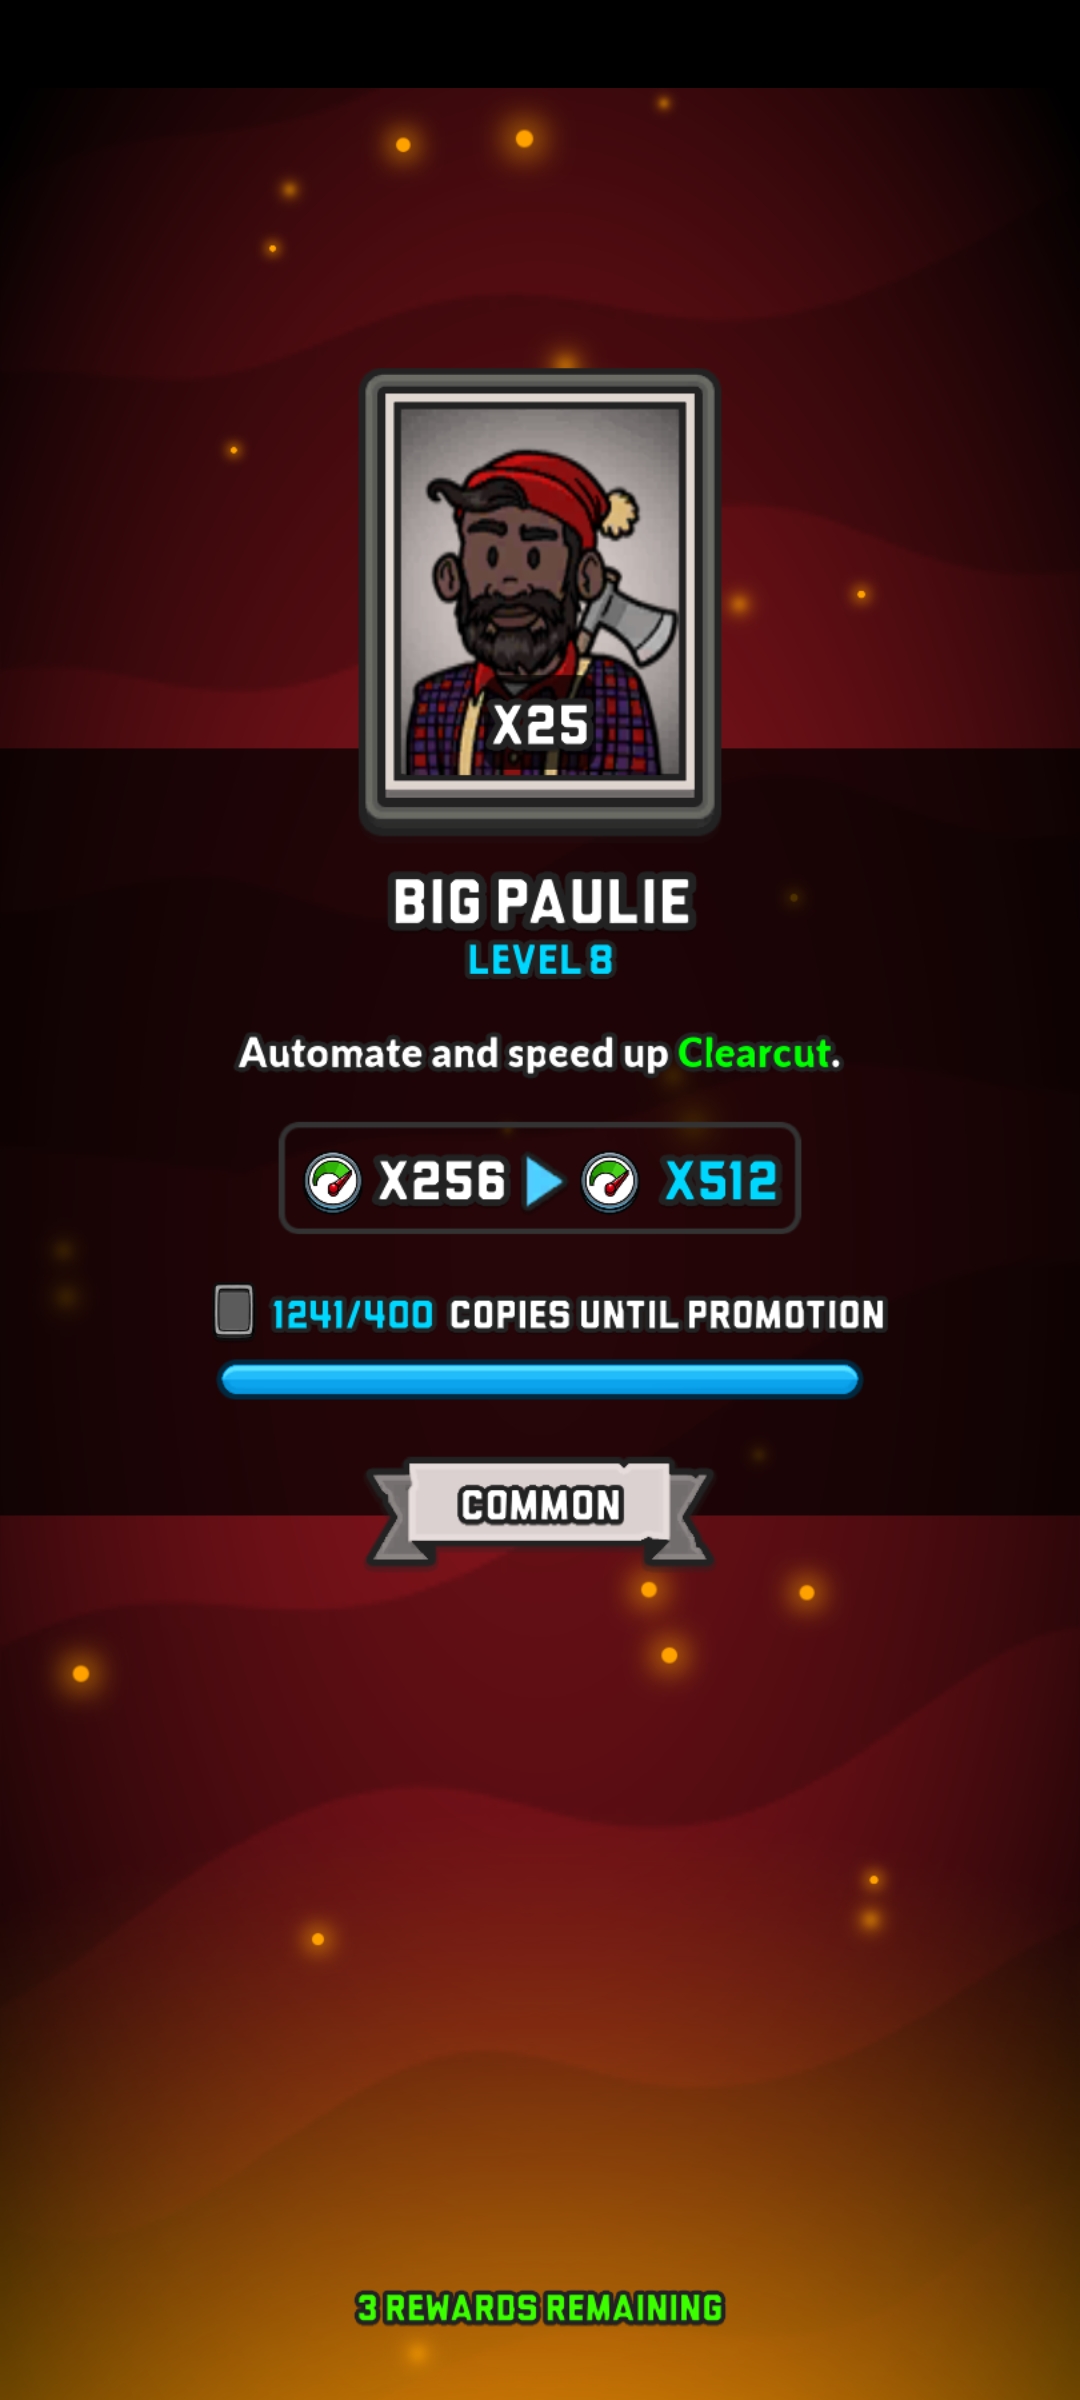 X25
BIG PAULIE
LEVEL 8
Automate and speed up Clearcut.
X256 X512
1241/400 COPIES UNTIL PROMOTION
COMMON
3 REWARDS REMAINING